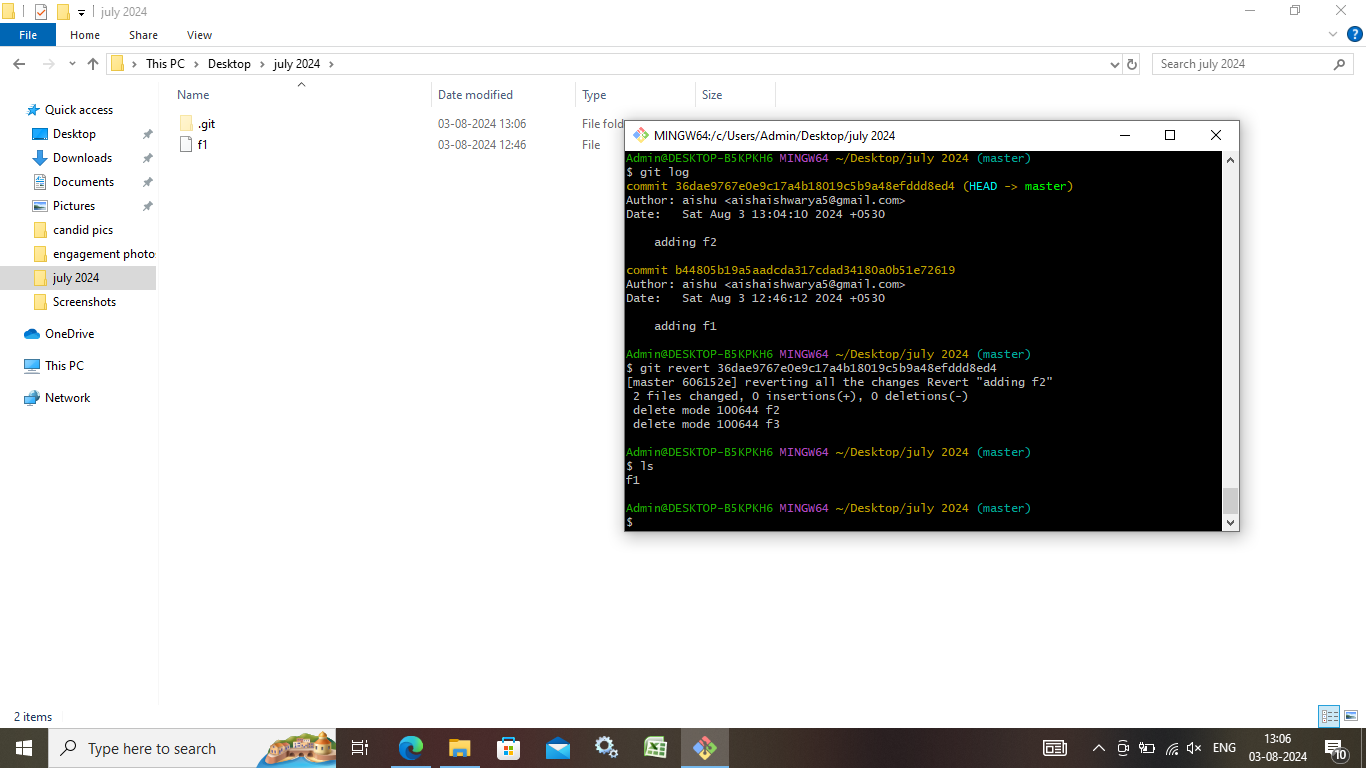 july 2024
File Home Share View
This PC Desktop july 2024
Search july 2024
Name Date modified Type Size
Quick access
Desktop
Downloads
Documents
Pictures
candid pics
engagement photo
july 2024
Screenshots
OneDrive
This PC
Network
.git 03-08-2024 13:06 File fold
f1 03-08-2024 12:46 File
MINGW64:/c/Users/Admin/Desktop/july 2024
Admin@DESKTOP-B5KPKH6 MINGW64 ~/Desktop/july 2024 (master)
$ git log
commit 36dae9767e0e9c17a4b18019c5b9a48efddd8ed4 (HEAD -> master)
Author: aishu <aishaishwarya5@gmail.com>
Date:   Sat Aug 3 13:04:10 2024 +0530
adding f2
commit b44805b19a5aadcda317cdad34180a0b51e72619
Author: aishu <aishaishwarya5@gmail.com>
Date:   Sat Aug 3 12:46:12 2024 +0530
adding f1
Admin@DESKTOP-B5KPKH6 MINGW64 ~/Desktop/july 2024 (master)
$ git revert 36dae9767e0e9c17a4b18019c5b9a48efddd8ed4
[master 606152e] reverting all the changes Revert "adding f2"
2 files changed, 0 insertions(+), 0 deletions(-)
delete mode 100644 f2
delete mode 100644 f3
Admin@DESKTOP-B5KPKH6 MINGW64 ~/Desktop/july 2024 (master)
$ ls
f1
Admin@DESKTOP-B5KPKH6 MINGW64 ~/Desktop/july 2024 (master)
$
2 items
Type here to search
ENG
13:06
03-08-2024
10